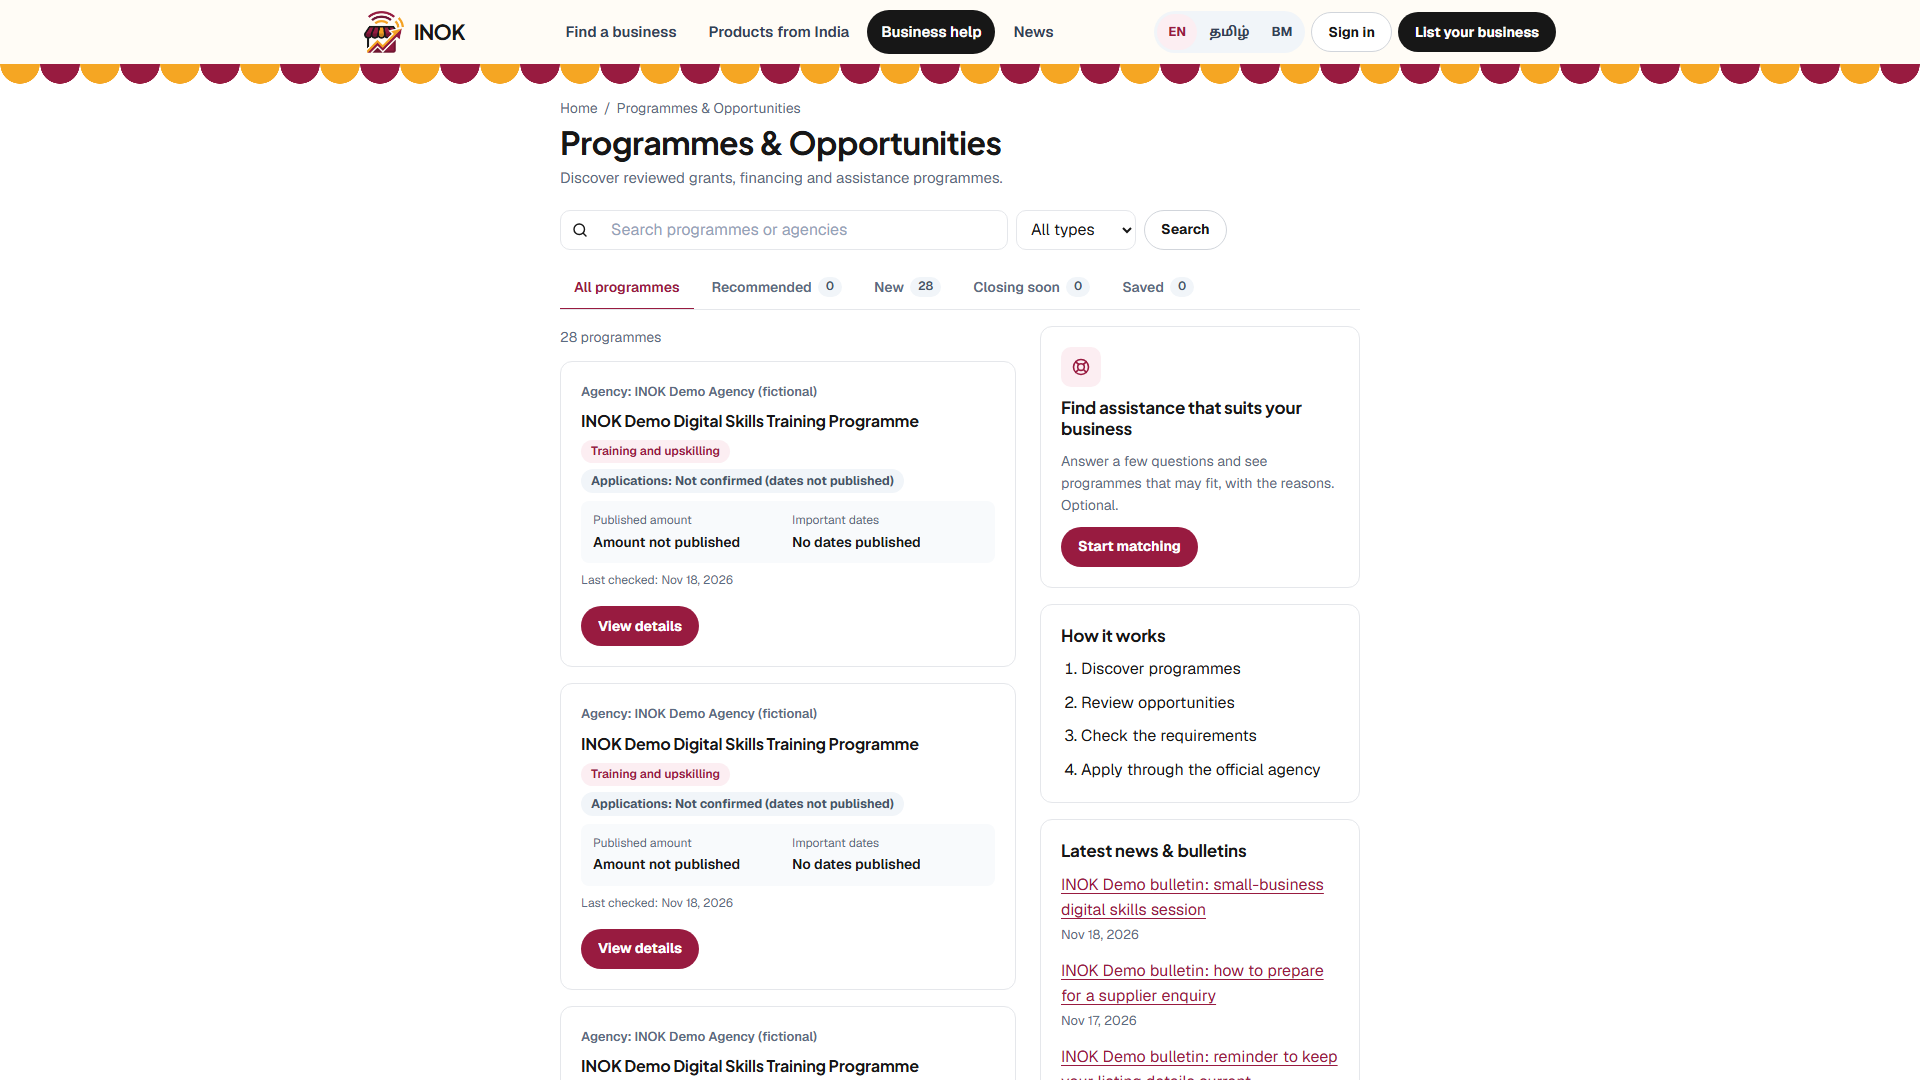 INOK
Find a business
Products from India
Business help
News
EN
தமிழ்
BM
Sign in
List your business
Home / Programmes & Opportunities
Programmes & Opportunities
Discover reviewed grants, financing and assistance programmes.
Search programmes or agencies
All types
Search
All programmes
Recommended 0
New 28
Closing soon 0
Saved 0
28 programmes
Agency: INOK Demo Agency (fictional)
INOK Demo Digital Skills Training Programme
Training and upskilling
Applications: Not confirmed (dates not published)
Published amount
Important dates
Amount not published
No dates published
Last checked: Nov 18, 2026
View details
Agency: INOK Demo Agency (fictional)
INOK Demo Digital Skills Training Programme
Training and upskilling
Applications: Not confirmed (dates not published)
Published amount
Important dates
Amount not published
No dates published
Last checked: Nov 18, 2026
View details
Agency: INOK Demo Agency (fictional)
INOK Demo Digital Skills Training Programme
Find assistance that suits your
business
Answer a few questions and see
programmes that may fit, with the reasons.
Optional.
Start matching
How it works
1. Discover programmes
2. Review opportunities
3. Check the requirements
4. Apply through the official agency
Latest news & bulletins
INOK Demo bulletin: small-business
digital skills session
Nov 18, 2026
INOK Demo bulletin: how to prepare
for a supplier enquiry
Nov 17, 2026
INOK Demo bulletin: reminder to keep
your listing details current